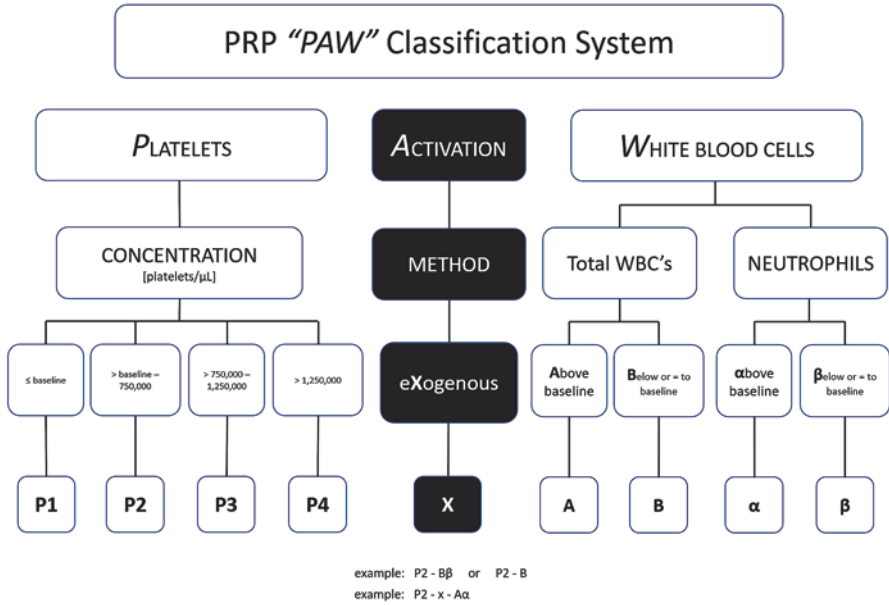 PRP “PAW” Classification System
PLATELETS
ACTIVATION
WHITE BLOOD CELLS
CONCENTRATION
[platelets/µL]
METHOD
Total WBC’s
NEUTROPHILS
≤ baseline
> baseline –
750,000
> 750,000 –
1,250,000
> 1,250,000
eXogenous
Above
baseline
Below or = to
baseline
αbove
baseline
βelow or = to
baseline
P1
P2
P3
P4
X
A
B
α
β
example: P2 - Bβ or P2 - B
example: P2 - x - Aα